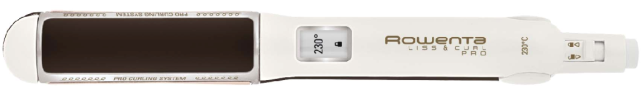 PRO CURLING SYSTEM
PRO CURLING SYSTEM
230°
Rowenta
LISS & CURL
PRO
230°C